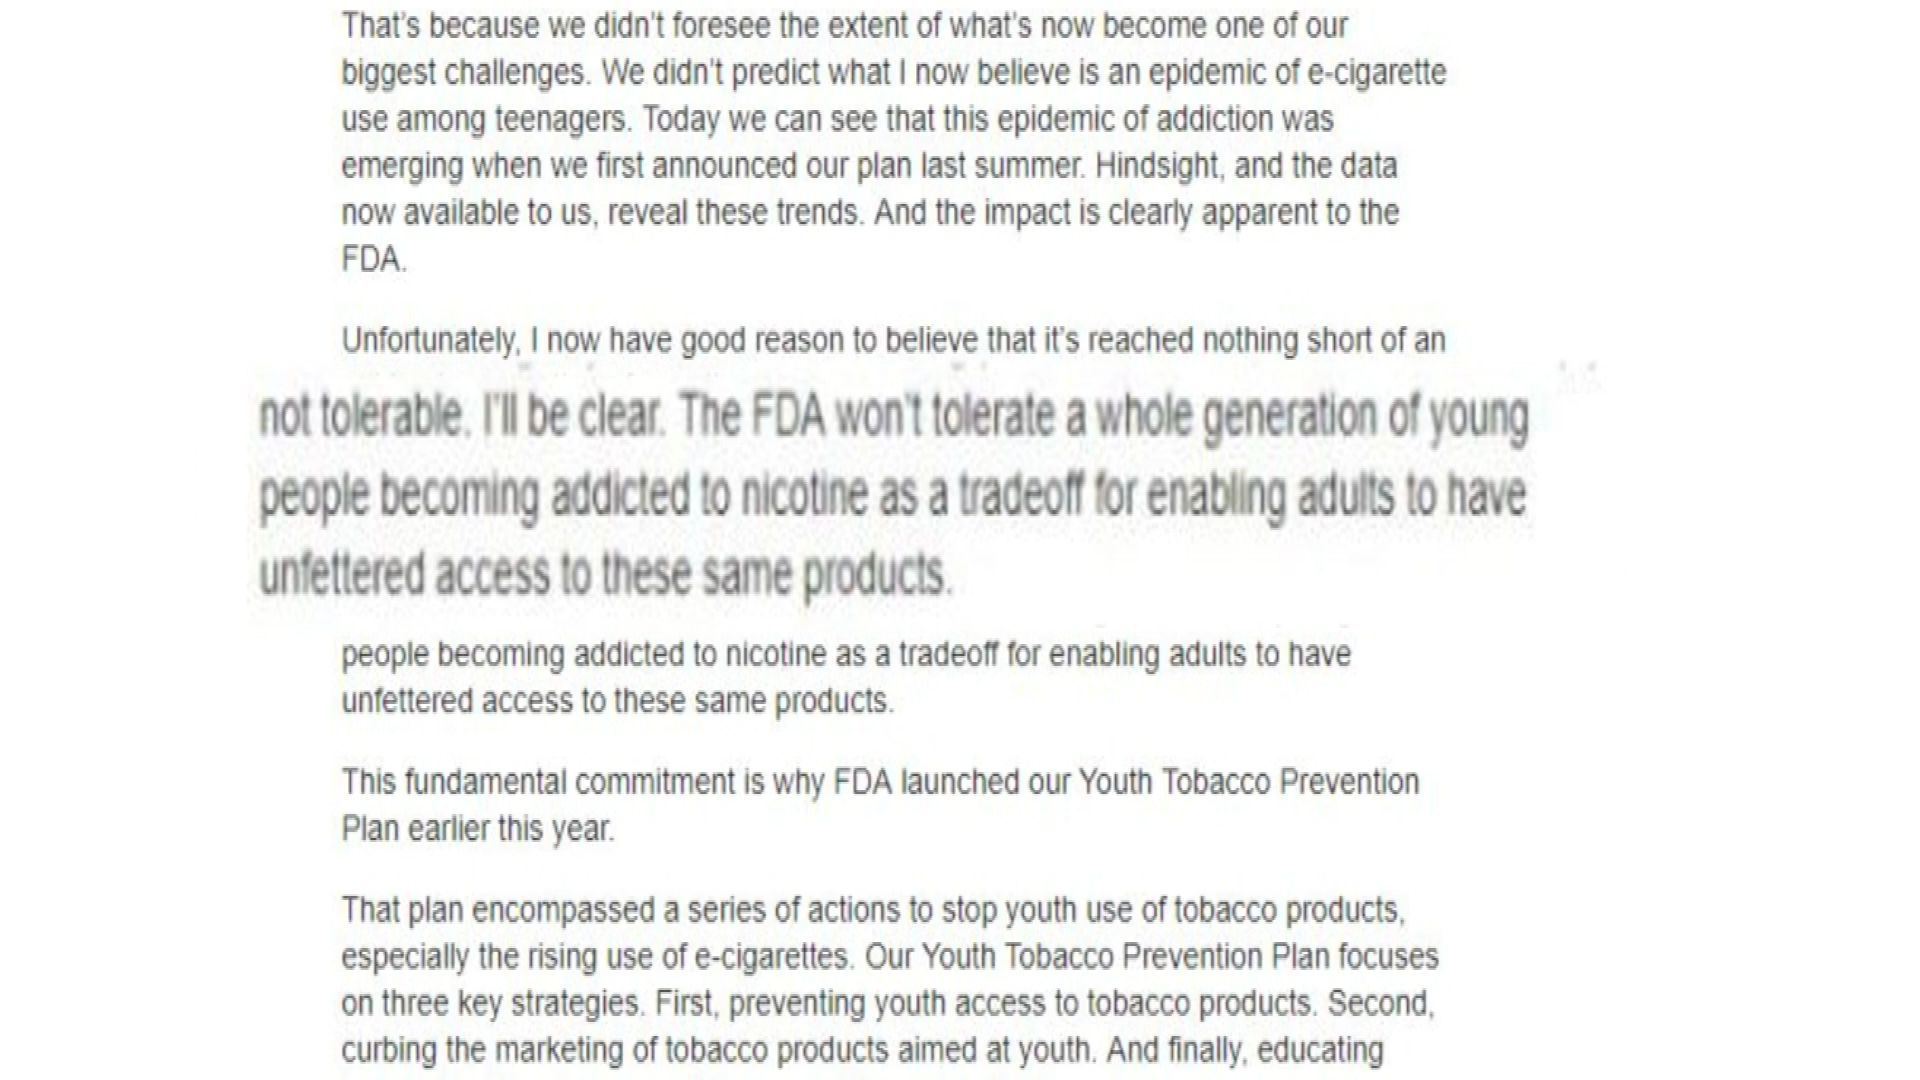 That's because we didn't foresee the extent of what's now become one of our
biggest challenges. We didn't predict what I now believe is an epidemic of e-cigarette
use among teenagers. Today we can see that this epidemic of addiction was
emerging when we first announced our plan last summer. Hindsight, and the data
now available to us, reveal these trends. And the impact is clearly apparent to the
FDA.
Unfortunately, I now have good reason to believe that it's reached nothing short of an
not tolerable. I'll be clear. The FDA won't tolerate a whole generation of young
people becoming addicted to nicotine as a tradeoff for enabling adults to have
unfettered access to these same products.
people becoming addicted to nicotine as a tradeoff for enabling adults to have
unfettered access to these same products.
This fundamental commitment is why FDA launched our Youth Tobacco Prevention
Plan earlier this year.
That plan encompassed a series of actions to stop youth use of tobacco products,
especially the rising use of e-cigarettes. Our Youth Tobacco Prevention Plan focuses
on three key strategies. First, preventing youth access to tobacco products. Second,
curbing the marketing of tobacco products aimed at youth. And finally, educating